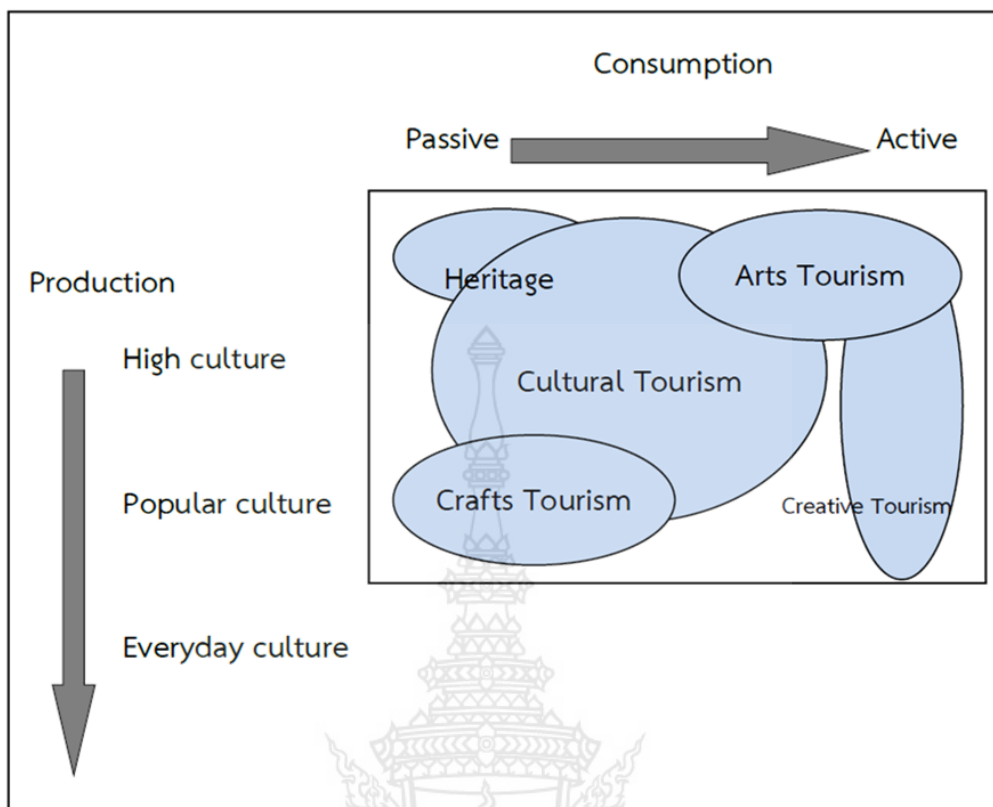 Consumption
Passive
Active
Production
Heritage
Arts Tourism
High culture
Cultural Tourism
Popular culture
Crafts Tourism
Creative Tourism
Everyday culture